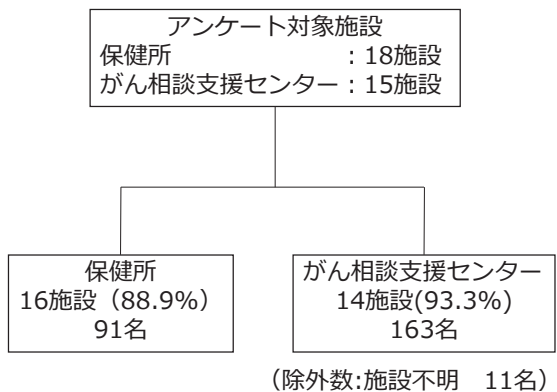 アンケート対象施設
保健所　　　　　　　：18施設
がん相談支援センター：15施設
保健所
16施設（88.9%）
91名
がん相談支援センター
14施設(93.3%)
163名
（除外数:施設不明　11名）